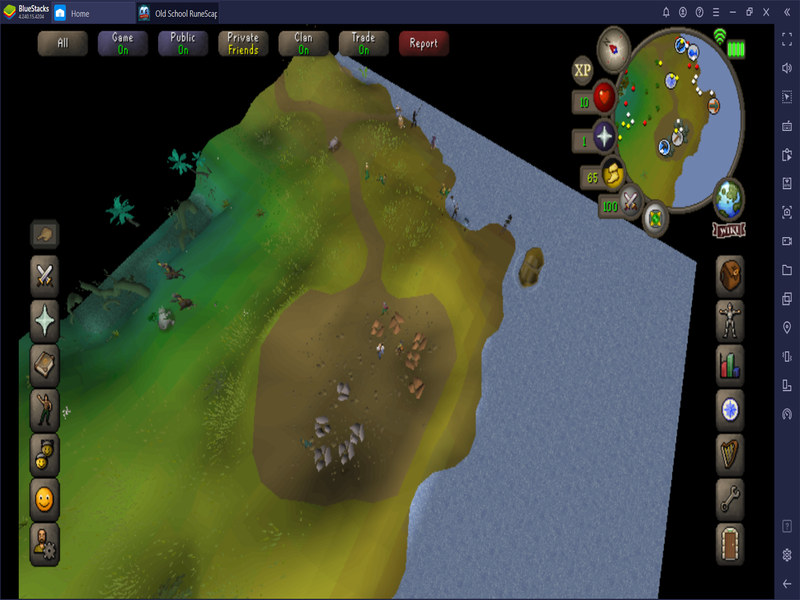 BlueStacks
4.240.15.4204
Home
Old School RuneScap
All
Game
On
Public
On
Private
Friends
Clan
On
Trade
On
Report
XP
10
1
65
100
WIKI